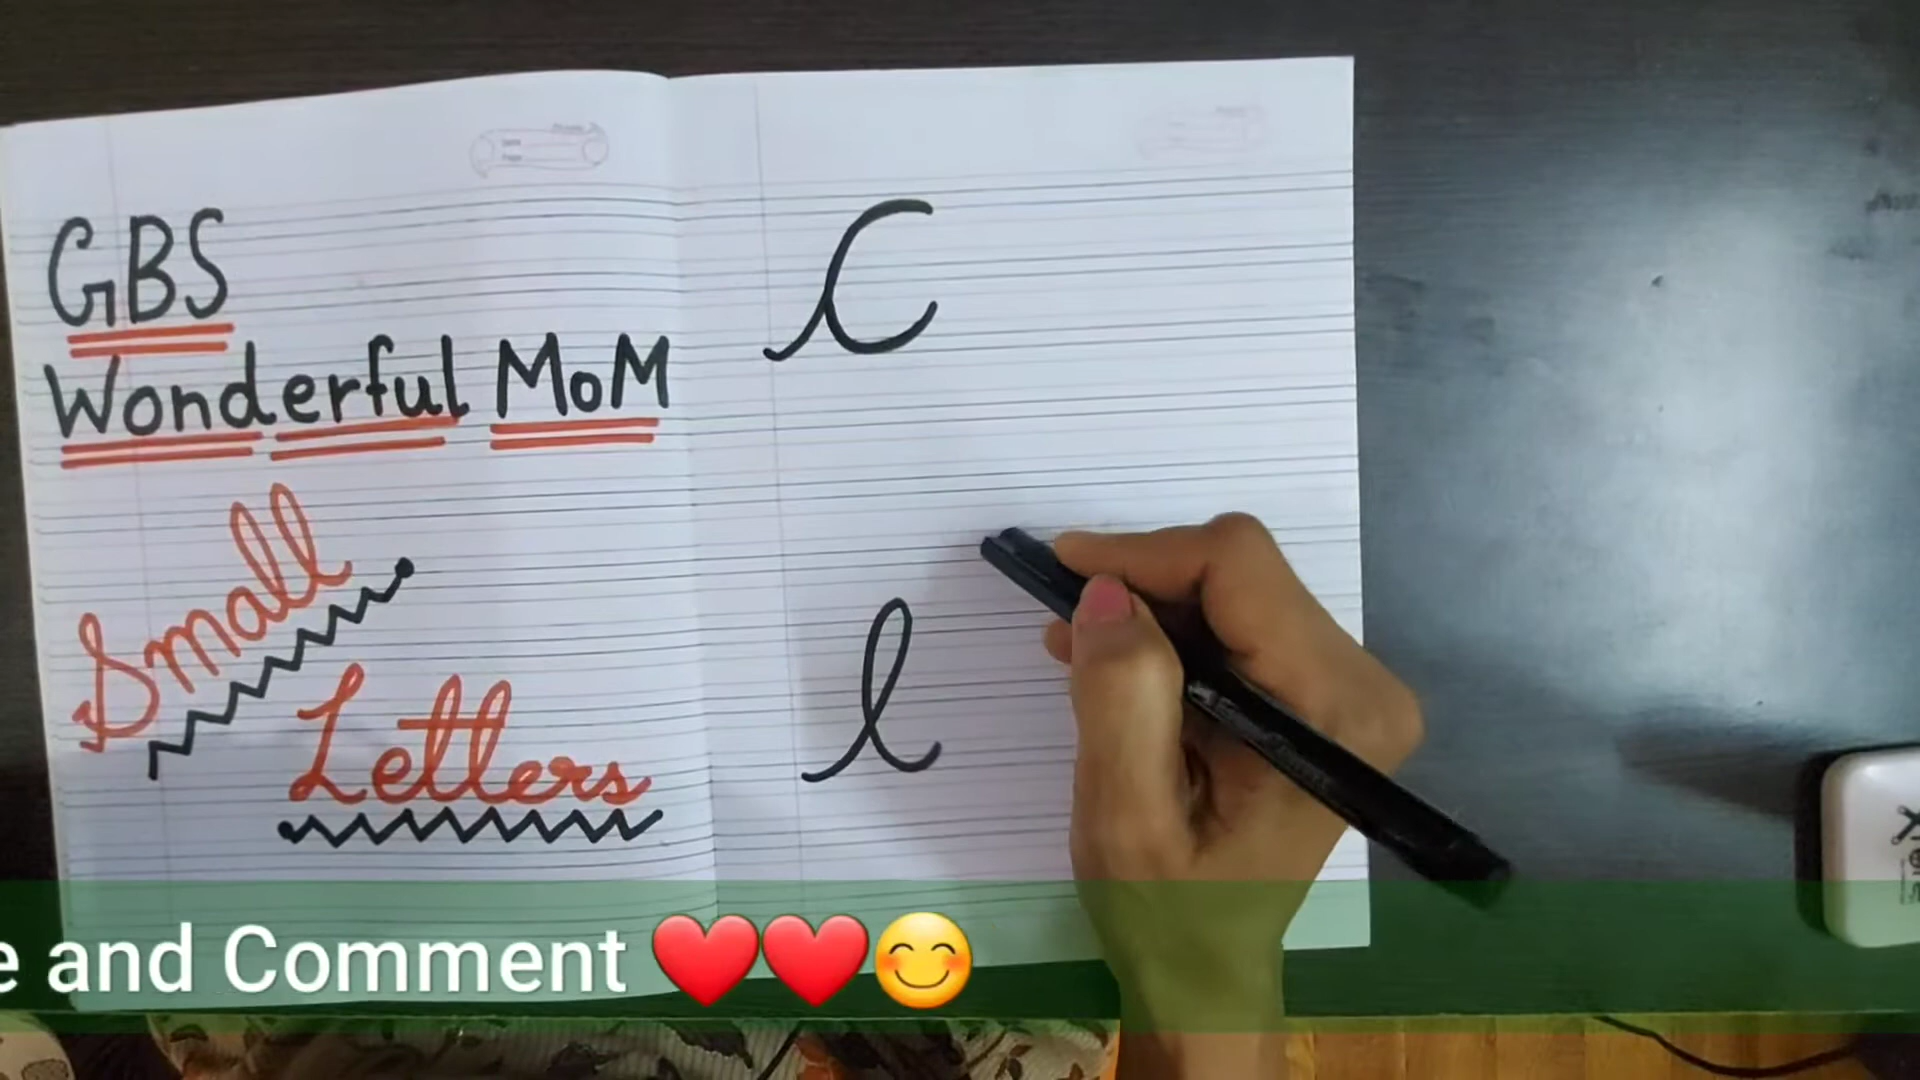 GBS
Wonderful MoM
Small
Letters
C
l
e and Comment ❤️❤️😊